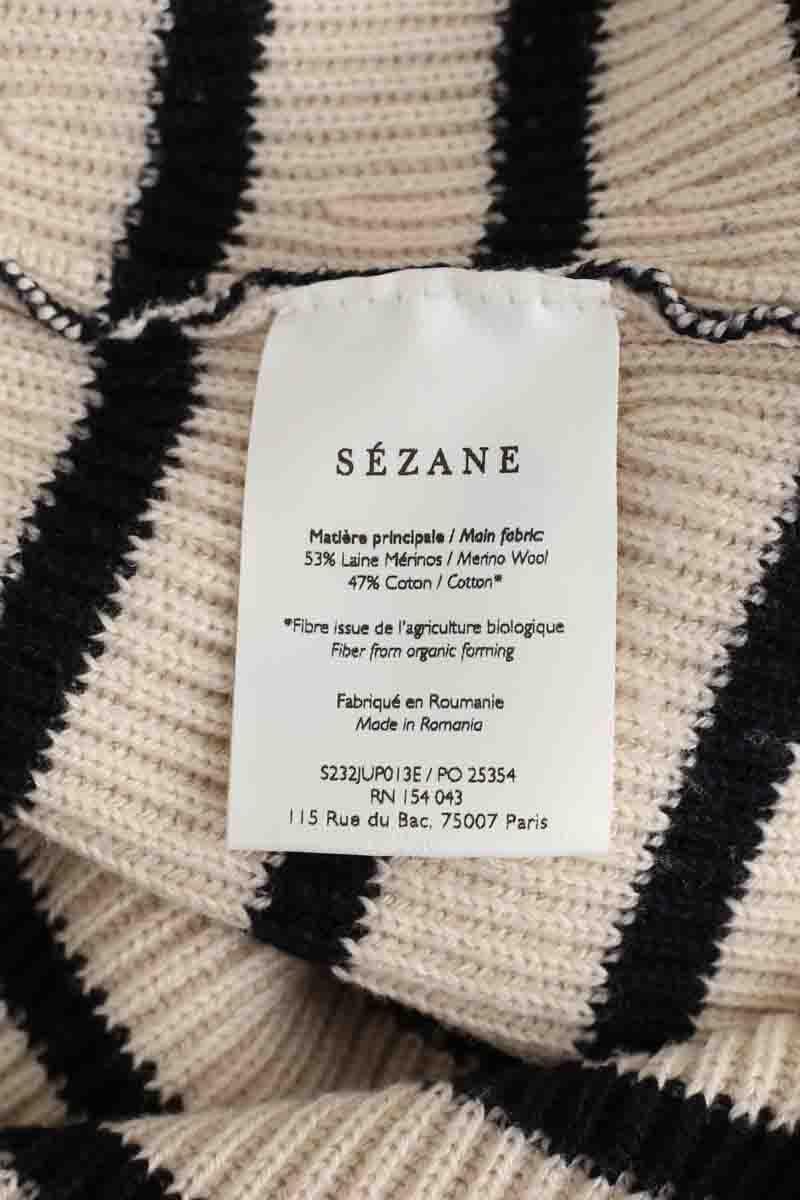 SÉZANE
Matière principale / Main fabric:
53% Laine Mérinos / Merino Wool
47% Coton / Cotton*
*Fibre issue de l'agriculture biologique
Fiber from organic farming
Fabriqué en Roumanie
Made in Romania
S232JUP013E / PO 25354
RN 154 043
115 Rue du Bac, 75007 Paris